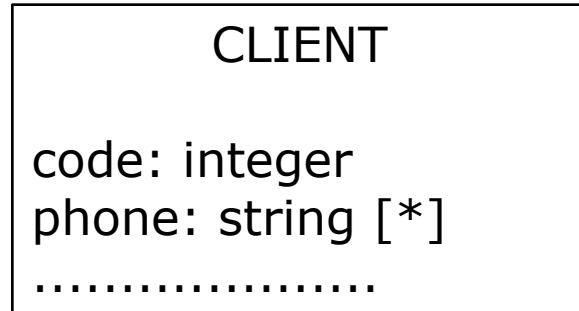 CLIENT
code: integer
phone: string [*]
....................